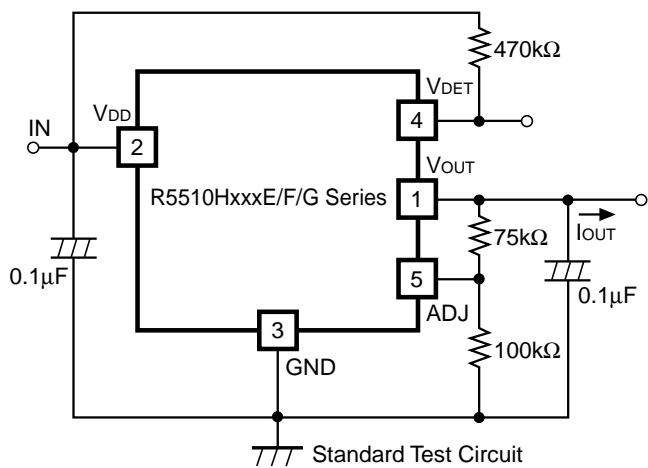 470kΩ
VDET
VDD
IN
4
2
VOUT
R5510HxxxE/F/G Series
1
IOUT
75kΩ
0.1µF
5
0.1µF
ADJ
3
100kΩ
GND
Standard Test Circuit